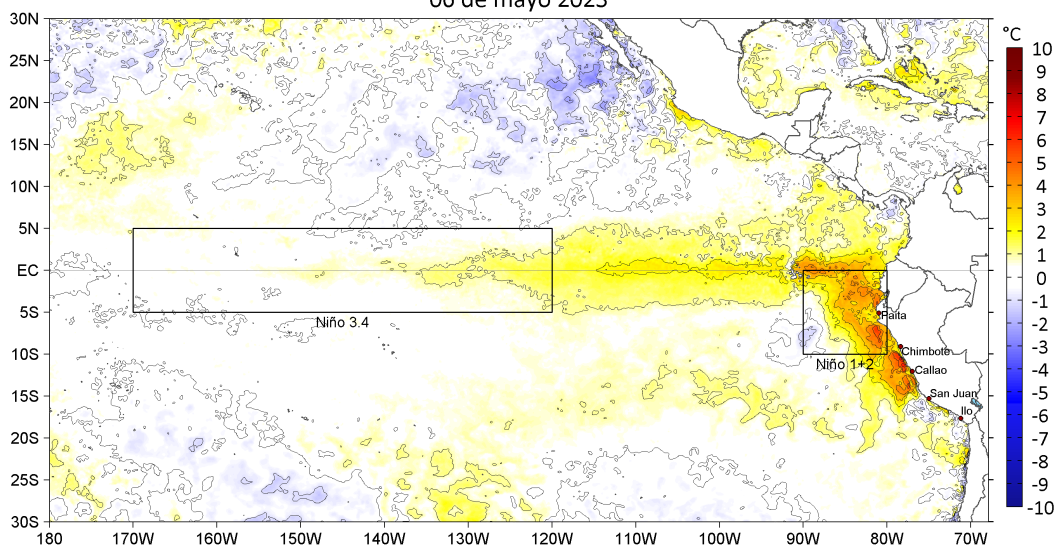 06 de mayo 2023
30N
25N
20N
15N
10N
5N
EC
5S
10S
15S
20S
25S
30S
180 170W 160W 150W 140W 130W 120W 110W 100W 90W 80W 70W
Niño 3.4
Niño 1+2
Paita
Chimbote
Callao
San Juan
Ilo
°C
10
9
8
7
6
5
4
3
2
1
0
-1
-2
-3
-4
-5
-6
-7
-8
-9
-10